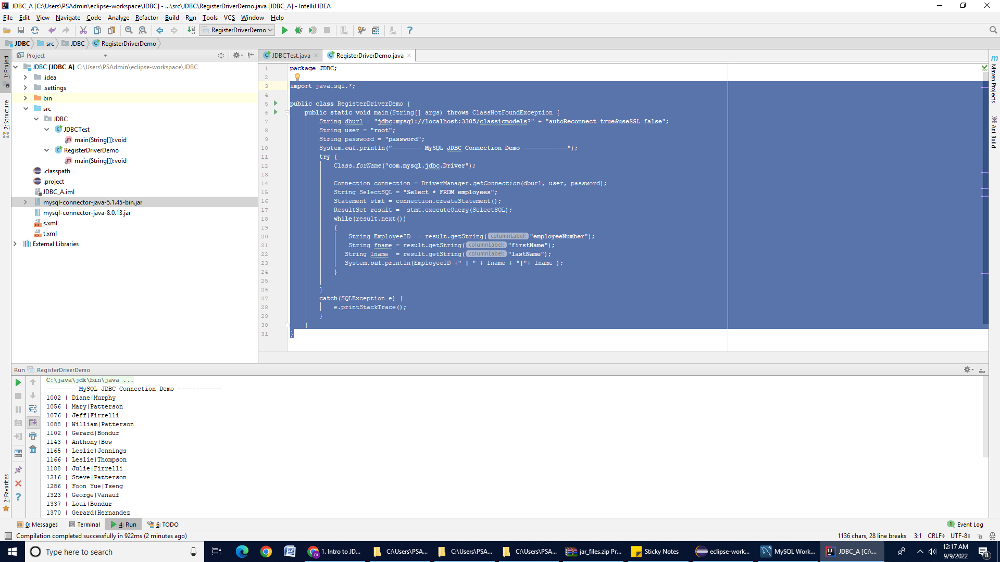 JDBC_A [C:\Users\PSAdmin\eclipse-workspace\JDBC] - ...\src\JDBC\RegisterDriverDemo.java [JDBC_A] - IntelliJ IDEA
File Edit View Navigate Code Analyze Refactor Build Run Tools VCS Window Help
RegisterDriverDemo
JDBC src JDBC RegisterDriverDemo
Project
JDBCTest.java RegisterDriverDemo.java
1: Project
7: Structure
2: Favorites
JDBC [JDBC_A] C:\Users\PSAdmin\eclipse-workspace\JDBC
.idea
.settings
bin
src
JDBC
JDBCTest
main(String[]):void
RegisterDriverDemo
main(String[]):void
.classpath
.project
JDBC_A.iml
mysql-connector-java-5.1.45-bin.jar
mysql-connector-java-8.0.13.jar
s.xml
t.xml
External Libraries
1 package JDBC;
2
3 import java.sql.*;
4
5 public class RegisterDriverDemo {
6 public static void main(String[] args) throws ClassNotFoundException {
7 String dburl = "jdbc:mysql://localhost:3305/classicmodels?" + "autoReconnect=true&useSSL=false";
8 String user = "root";
9 String password = "password";
10 System.out.println("-------- MySQL JDBC Connection Demo ------------");
11 try {
12 Class.forName("com.mysql.jdbc.Driver");
13
14 Connection connection = DriverManager.getConnection(dburl, user, password);
15 String SelectSQL = "Select * FROM employees";
16 Statement stmt = connection.createStatement();
17 ResultSet result =  stmt.executeQuery(SelectSQL);
18 while(result.next())
19 {
20 String EmployeeID  = result.getString( columnLabel: "employeeNumber");
21 String fname = result.getString( columnLabel: "firstName");
22 String lname  = result.getString( columnLabel: "lastName");
23 System.out.println(EmployeeID +" | " + fname + "|"+ lname );
24 }
25
26 }
27 catch(SQLException e) {
28 e.printStackTrace();
29 }
30 }
31 }
m Maven Projects
Ant Build
Run RegisterDriverDemo
C:\java\jdk\bin\java ...
-------- MySQL JDBC Connection Demo ------------
1002 | Diane|Murphy
1056 | Mary|Patterson
1076 | Jeff|Firrelli
1088 | William|Patterson
1102 | Gerard|Bondur
1143 | Anthony|Bow
1165 | Leslie|Jennings
1166 | Leslie|Thompson
1188 | Julie|Firrelli
1216 | Steve|Patterson
1286 | Foon Yue|Tseng
1323 | George|Vanauf
1337 | Loui|Bondur
1370 | Gerard|Hernandez
0: Messages Terminal 4: Run 6: TODO 1 Event Log
Compilation completed successfully in 922ms (2 minutes ago) 1136 chars, 28 line breaks 3:1 CRLF UTF-8
Type here to search
1. Intro to JD... C:\Users\PSA... C:\Users\PSA... C:\Users\PSA... jar_files.zip Pr... Sticky Notes eclipse-work... MySQL Work... JDBC_A [C:\...
12:17 AM
9/9/2022
8